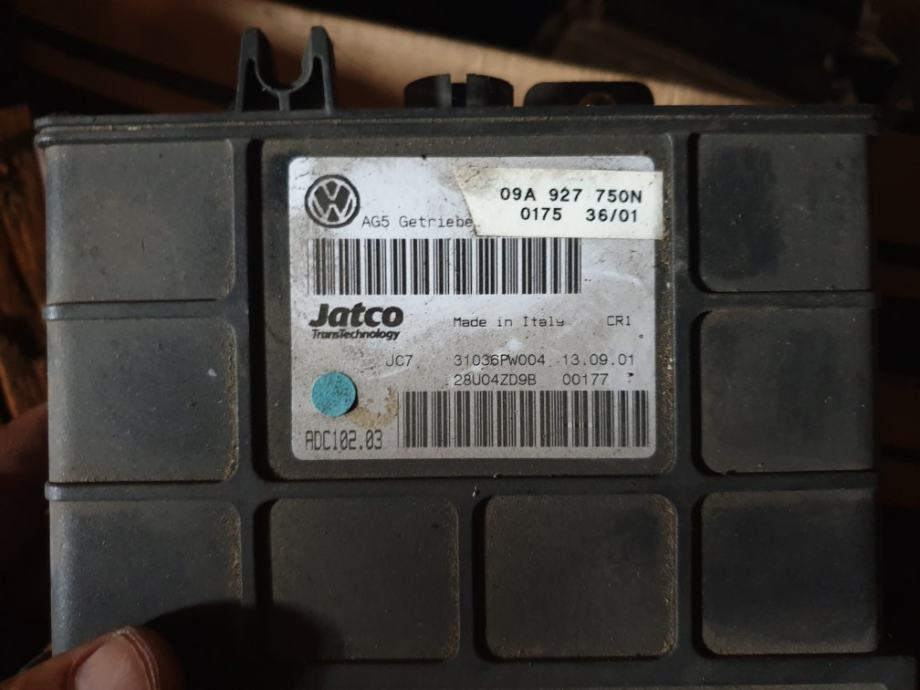 09A 927 750N
0175 36/01
AG5 Getriebe
Jatco
TransTechnology
Made in Italy CR1
JC7 31036PW004 13.09.01
28U04ZD9B 00177
ADC102.03